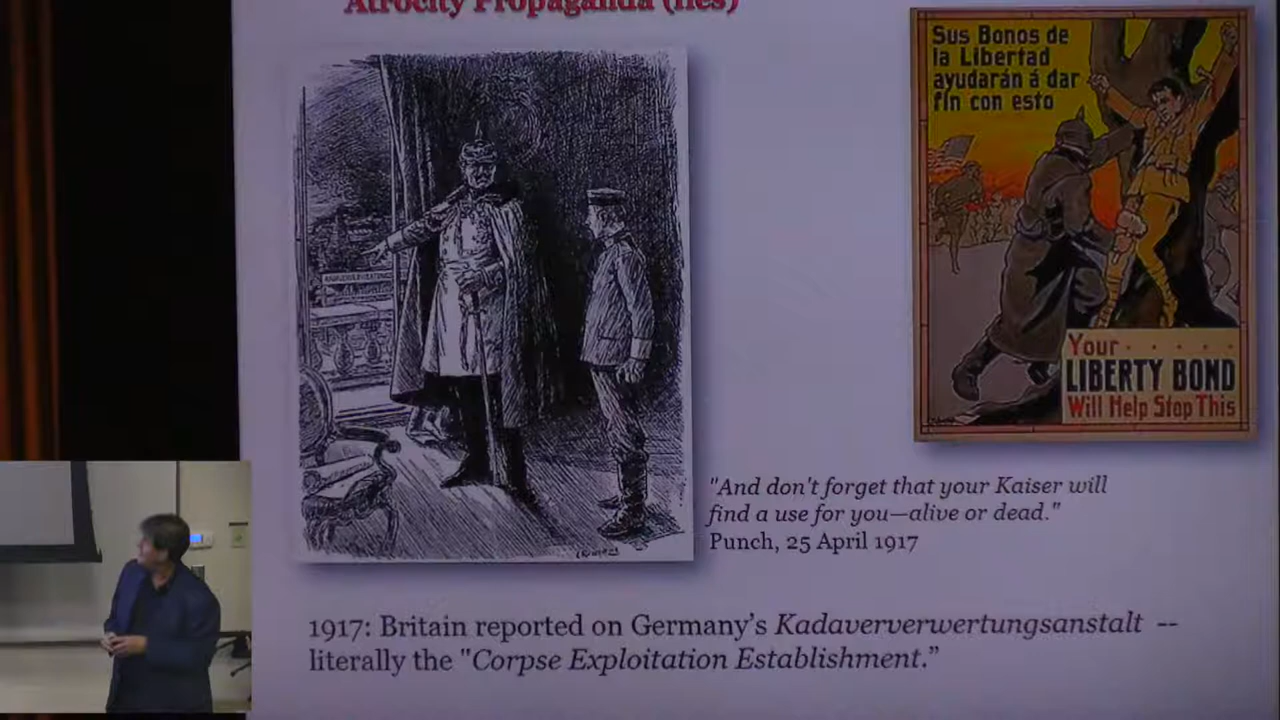 Atrocity Propaganda (lies)
Sus Bonos de
la Libertad
ayudarán á dar
fin con esto
Your . . . . .
LIBERTY BOND
Will Help Stop This
"And don't forget that your Kaiser will
find a use for you—alive or dead."
Punch, 25 April 1917
1917: Britain reported on Germany's Kadaververwertungsanstalt --
literally the "Corpse Exploitation Establishment."